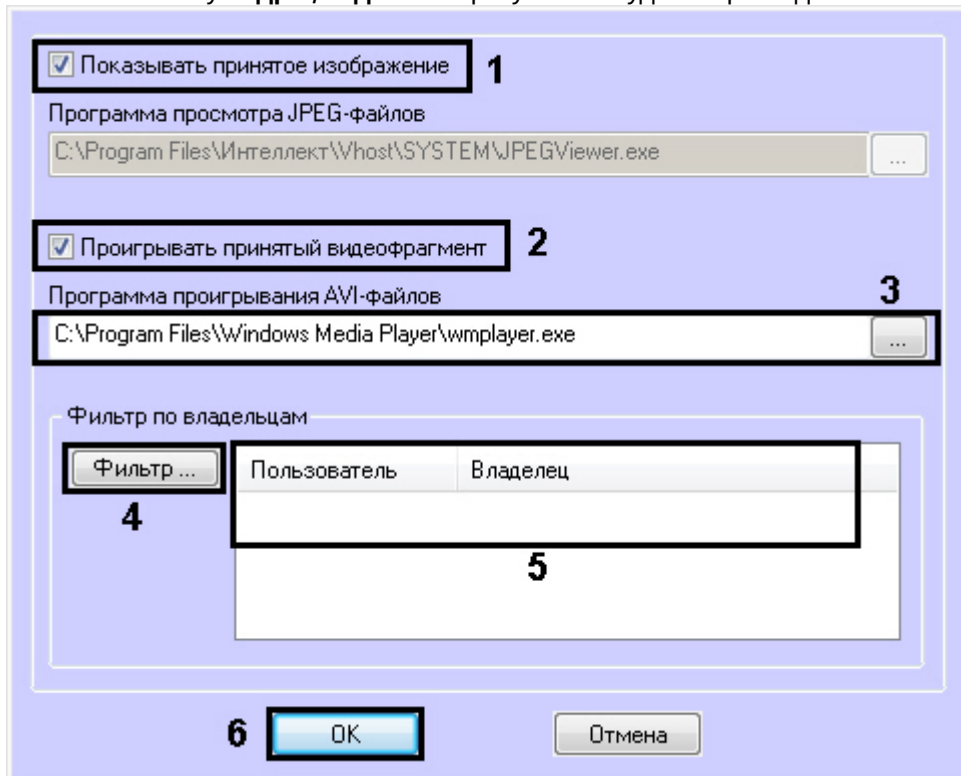 Показывать принятое изображение 1
Программа просмотра JPEG-файлов
C:\Program Files\Интеллект\Vhost\SYSTEM\JPEGViewer.exe ...
Проигрывать принятый видеофрагмент 2
Программа проигрывания AVI-файлов 3
C:\Program Files\Windows Media Player\wmplayer.exe ...
Фильтр по владельцам
Фильтр ... Пользователь Владелец
4
5
6 OK Отмена